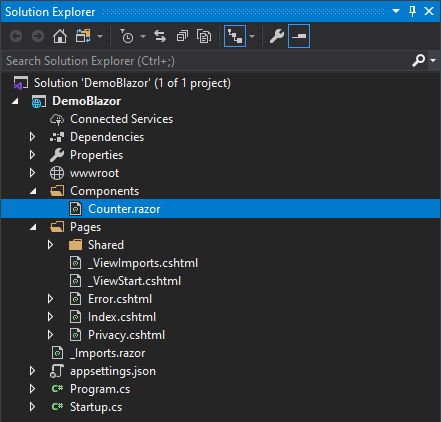 Solution Explorer
Search Solution Explorer (Ctrl+;)
Solution 'DemoBlazor' (1 of 1 project)
DemoBlazor
Connected Services
Dependencies
Properties
wwwroot
Components
Counter.razor
Pages
Shared
_ViewImports.cshtml
_ViewStart.cshtml
Error.cshtml
Index.cshtml
Privacy.cshtml
_Imports.razor
appsettings.json
C# Program.cs
C# Startup.cs